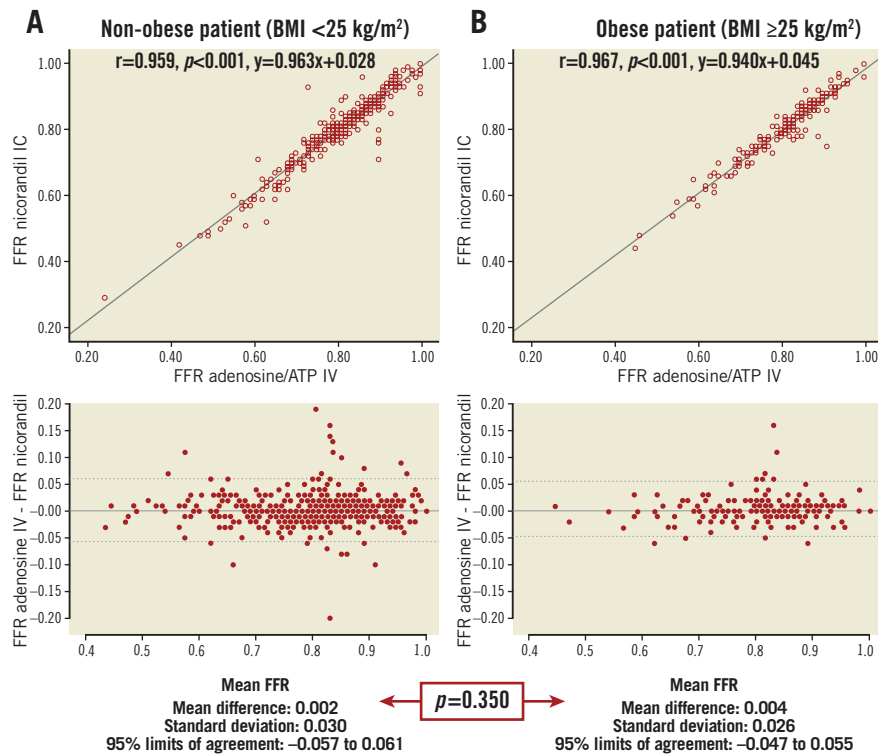 A Non-obese patient (BMI <25 kg/m²)
r=0.959, p<0.001, y=0.963x+0.028
FFR nicorandil IC
1.00
0.80
0.60
0.40
0.20
0.20 0.40 0.60 0.80 1.00
FFR adenosine/ATP IV
FFR adenosine IV - FFR nicorandil
0.20
0.15
0.10
0.05
−0.00
−0.05
−0.10
−0.15
−0.20
0.4 0.5 0.6 0.7 0.8 0.9 1.0
Mean FFR
Mean difference: 0.002
Standard deviation: 0.030
95% limits of agreement: −0.057 to 0.061
p=0.350
B Obese patient (BMI ≥25 kg/m²)
r=0.967, p<0.001, y=0.940x+0.045
FFR nicorandil IC
1.00
0.80
0.60
0.40
0.20
0.20 0.40 0.60 0.80 1.00
FFR adenosine/ATP IV
FFR adenosine IV - FFR nicorandil
0.20
0.15
0.10
0.05
−0.00
−0.05
−0.10
−0.15
−0.20
0.4 0.5 0.6 0.7 0.8 0.9 1.0
Mean FFR
Mean difference: 0.004
Standard deviation: 0.026
95% limits of agreement: −0.047 to 0.055